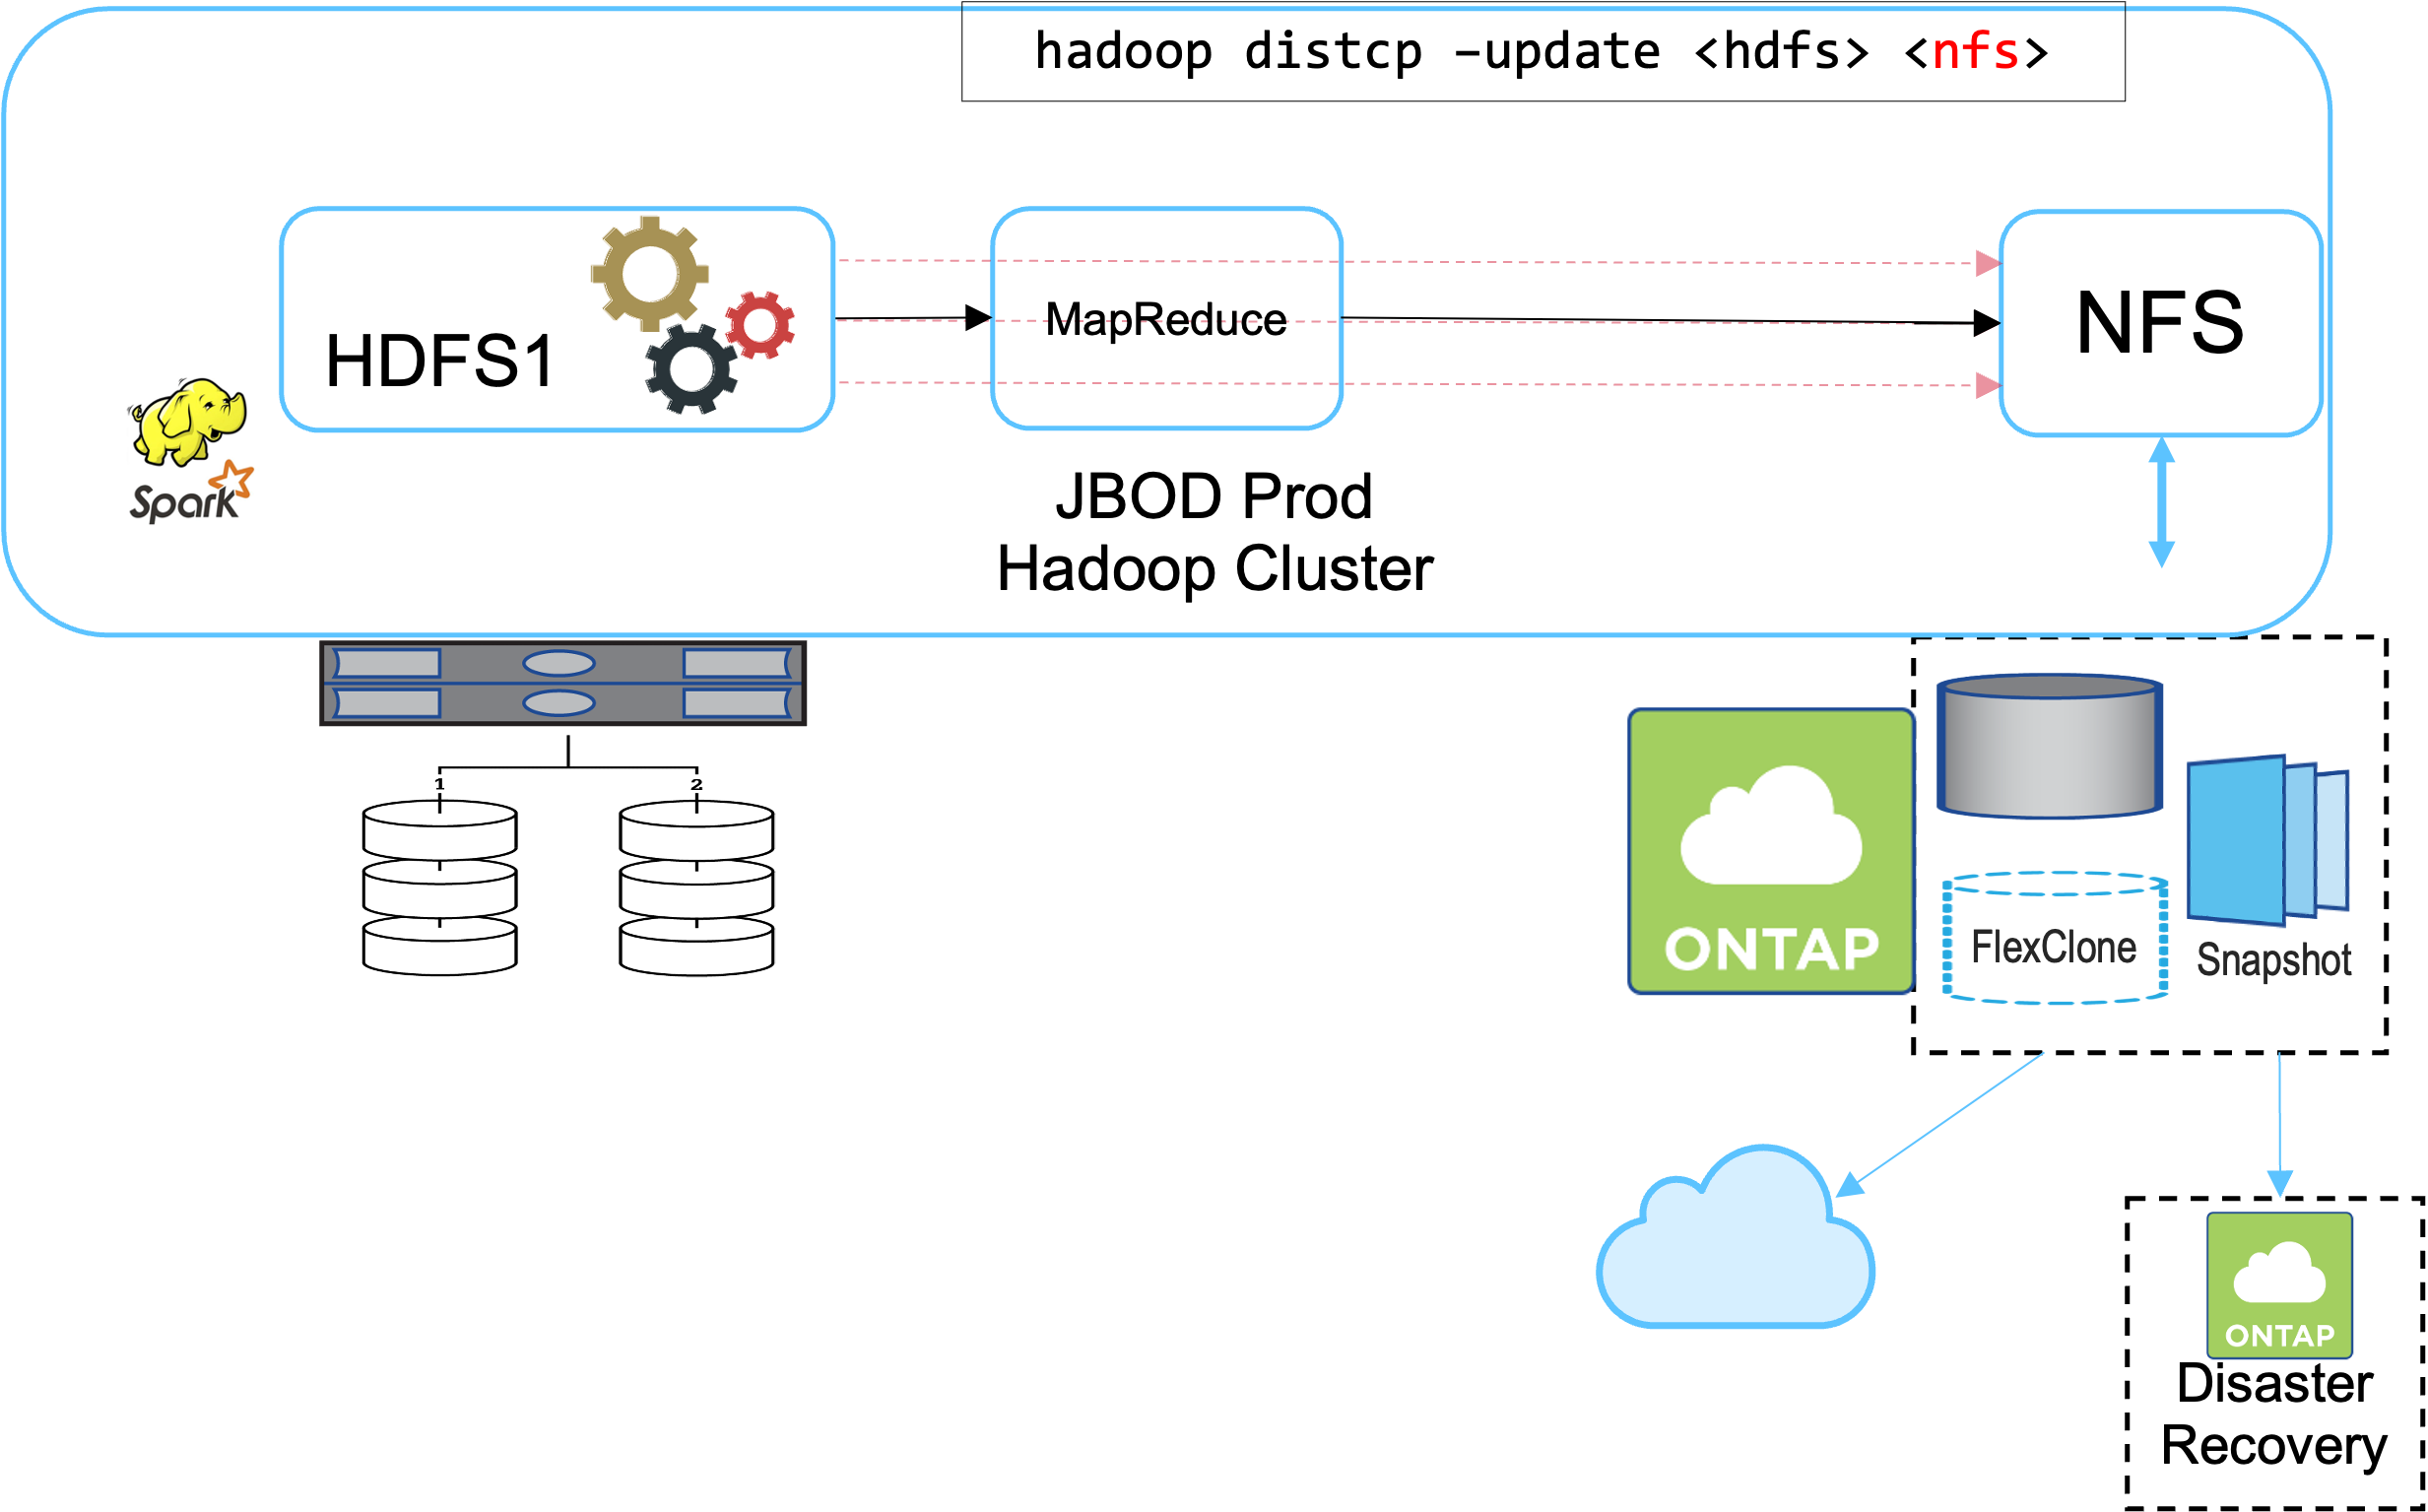 hadoop distcp –update <hdfs> <nfs>
HDFS1
MapReduce
NFS
Spark
JBOD Prod
Hadoop Cluster
1
2
ONTAP
FlexClone
Snapshot
ONTAP
Disaster
Recovery